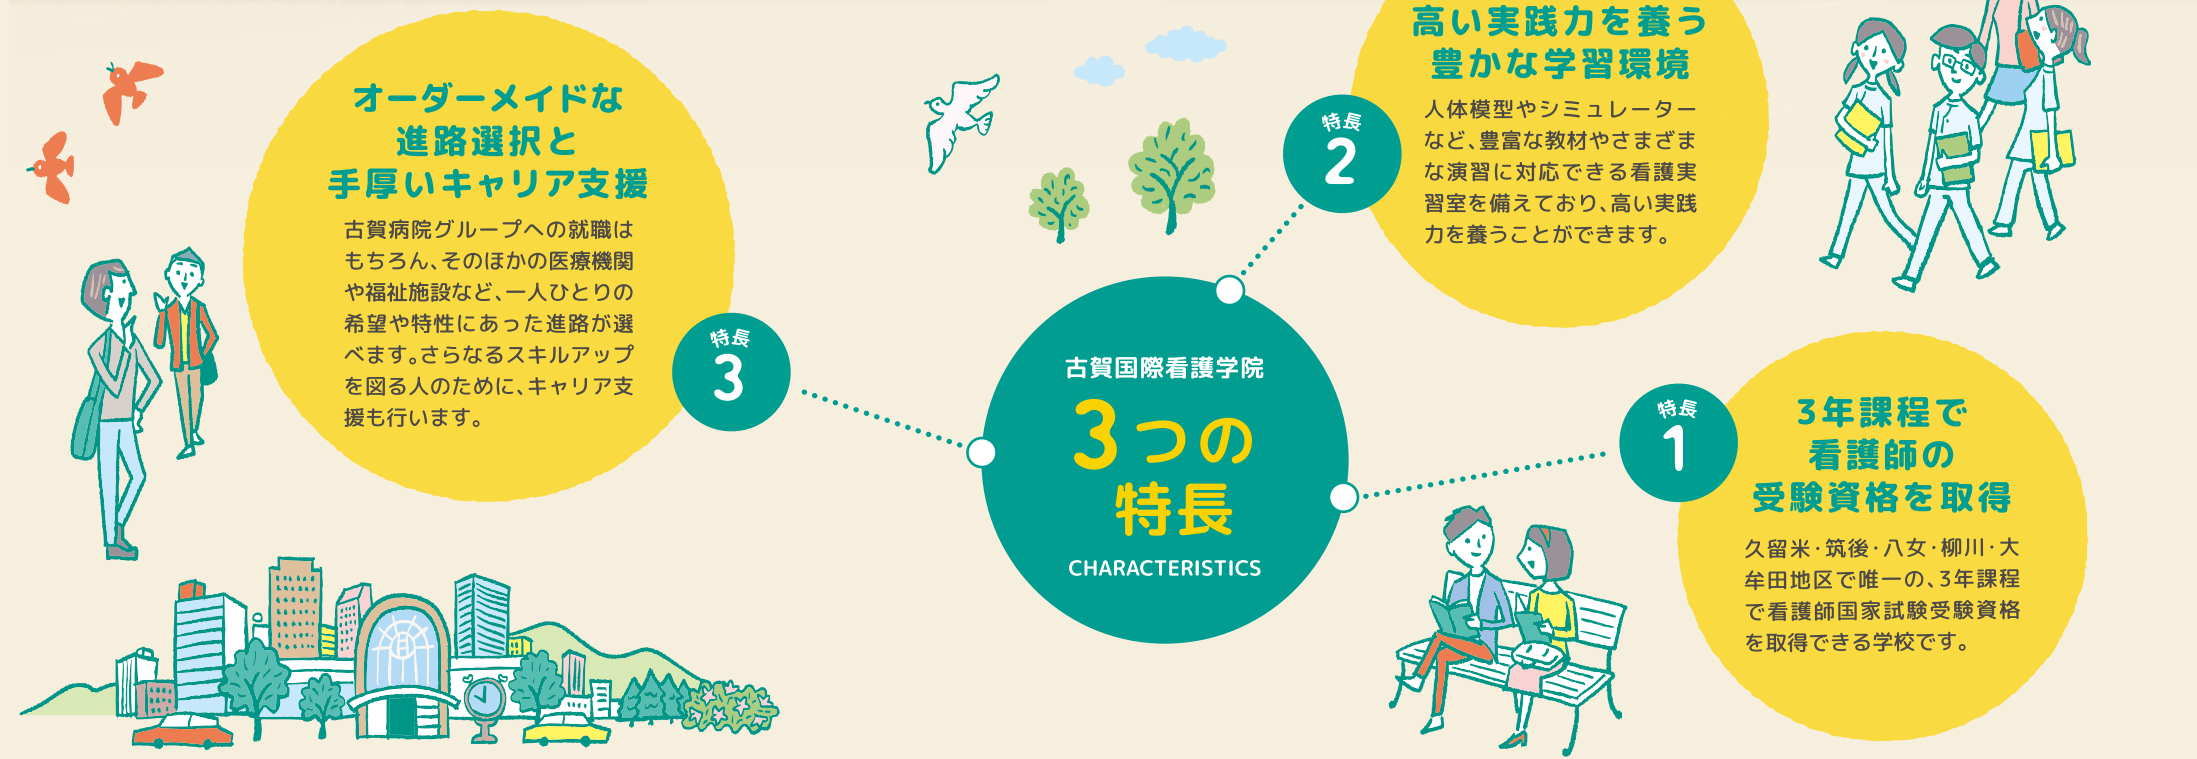 古賀国際看護学院
3つの
特長
CHARACTERISTICS
特長
1
3年課程で
看護師の
受験資格を取得
久留米・筑後・八女・柳川・大
牟田地区で唯一の、3年課程
で看護師国家試験受験資格
を取得できる学校です。
特長
2
高い実践力を養う
豊かな学習環境
人体模型やシミュレーター
など、豊富な教材やさまざま
な演習に対応できる看護実
習室を備えており、高い実践
力を養うことができます。
特長
3
オーダーメイドな
進路選択と
手厚いキャリア支援
古賀病院グループへの就職は
もちろん、そのほかの医療機関
や福祉施設など、一人ひとりの
希望や特性にあった進路が選
べます。さらなるスキルアップ
を図る人のために、キャリア支
援も行います。